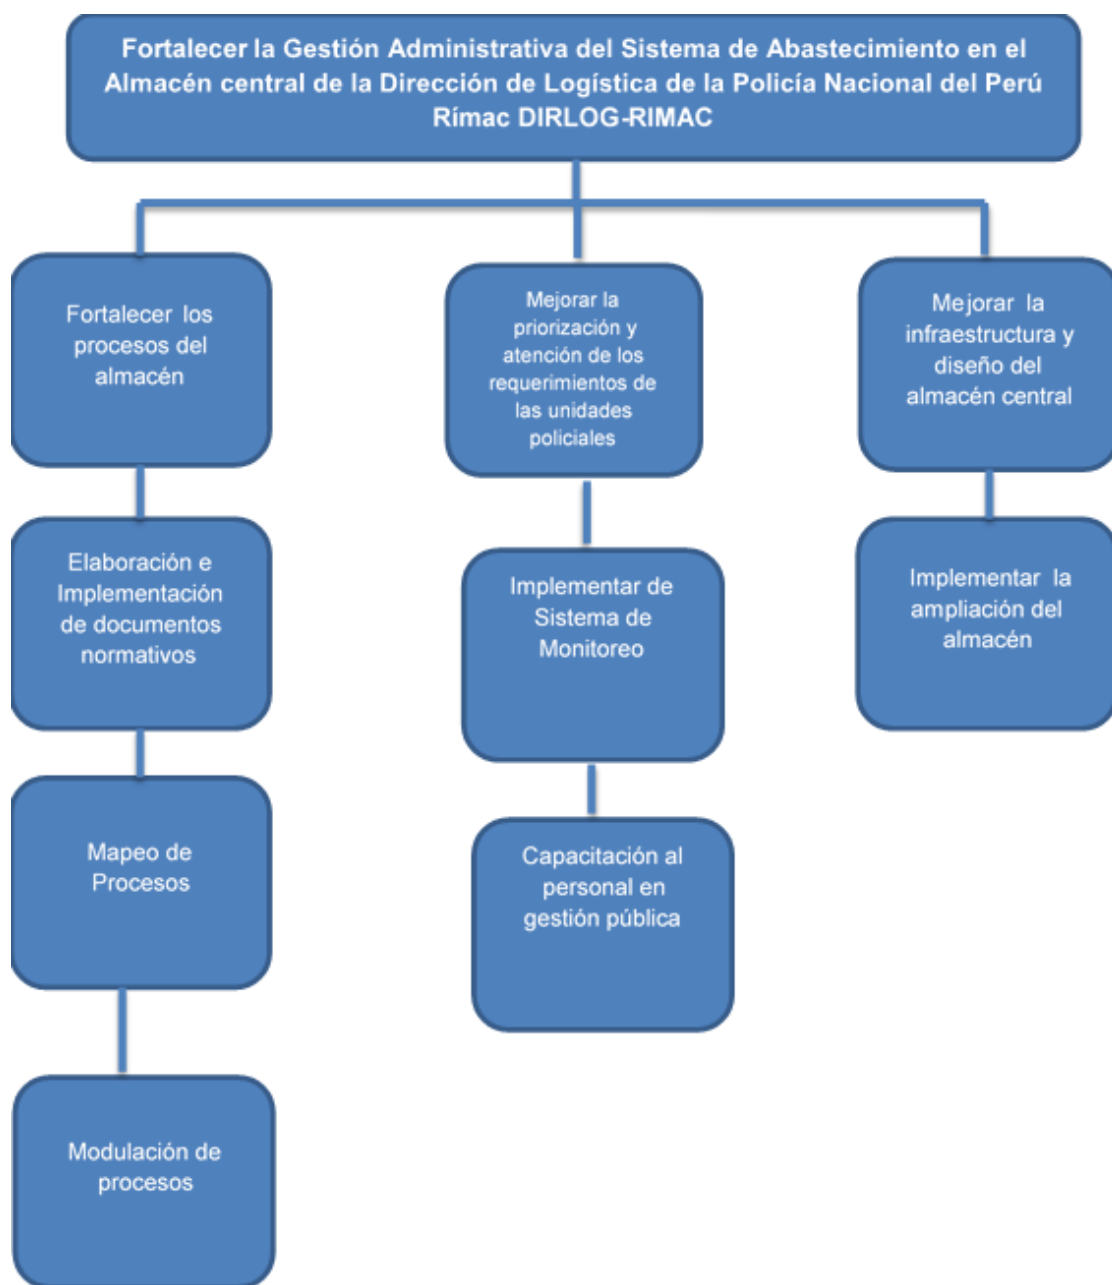 Fortalecer la Gestión Administrativa del Sistema de Abastecimiento en el
Almacén central de la Dirección de Logística de la Policía Nacional del Perú
Rímac DIRLOG-RIMAC
Fortalecer los
procesos del
almacén
Elaboración e
Implementación
de documentos
normativos
Mapeo de
Procesos
Modulación de
procesos
Mejorar la
priorización y
atención de los
requerimientos de
las unidades
policiales
Implementar de
Sistema de
Monitoreo
Capacitación al
personal en
gestión pública
Mejorar la
infraestructura y
diseño del
almacén central
Implementar la
ampliación del
almacén